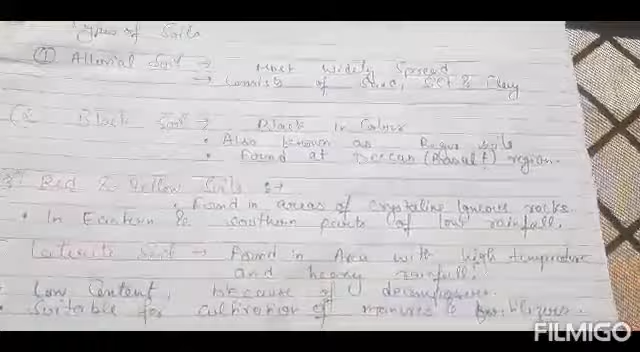 Types of Soils
① Alluvial Soil → Most widely Spread
→ Consists of Sand, Silt & Clay
Black Soil → Black in Colour
• Also known as Regur soils
• Found at Deccan (Basalt) region.
3° Red & Yellow Soils :→
• Found in areas of crystaline igneous rocks.
• In Eastern & southern parts of low rainfall.
Laterite Soil → Found in Area with high temperature
and heavy rainfall.
Low Content, because of decomposers
Suitable for cultivation of manures &
FILMIGO